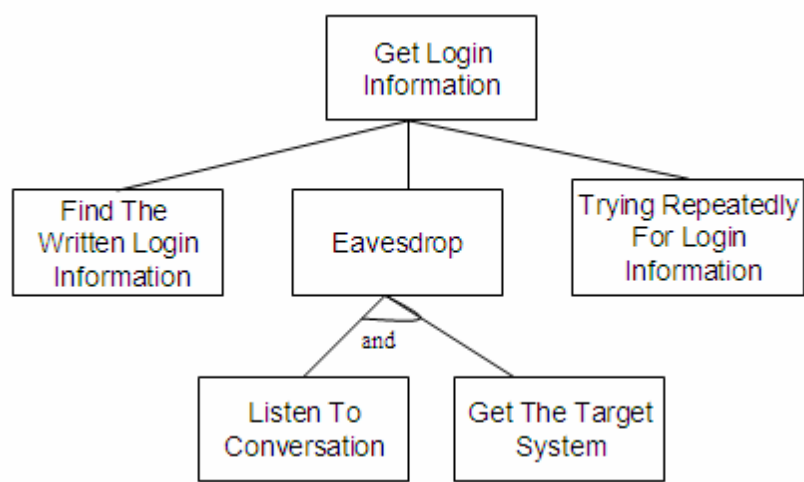 Get Login
Information
Find The
Written Login
Information
Eavesdrop
Trying Repeatedly
For Login
Information
and
Listen To
Conversation
Get The Target
System